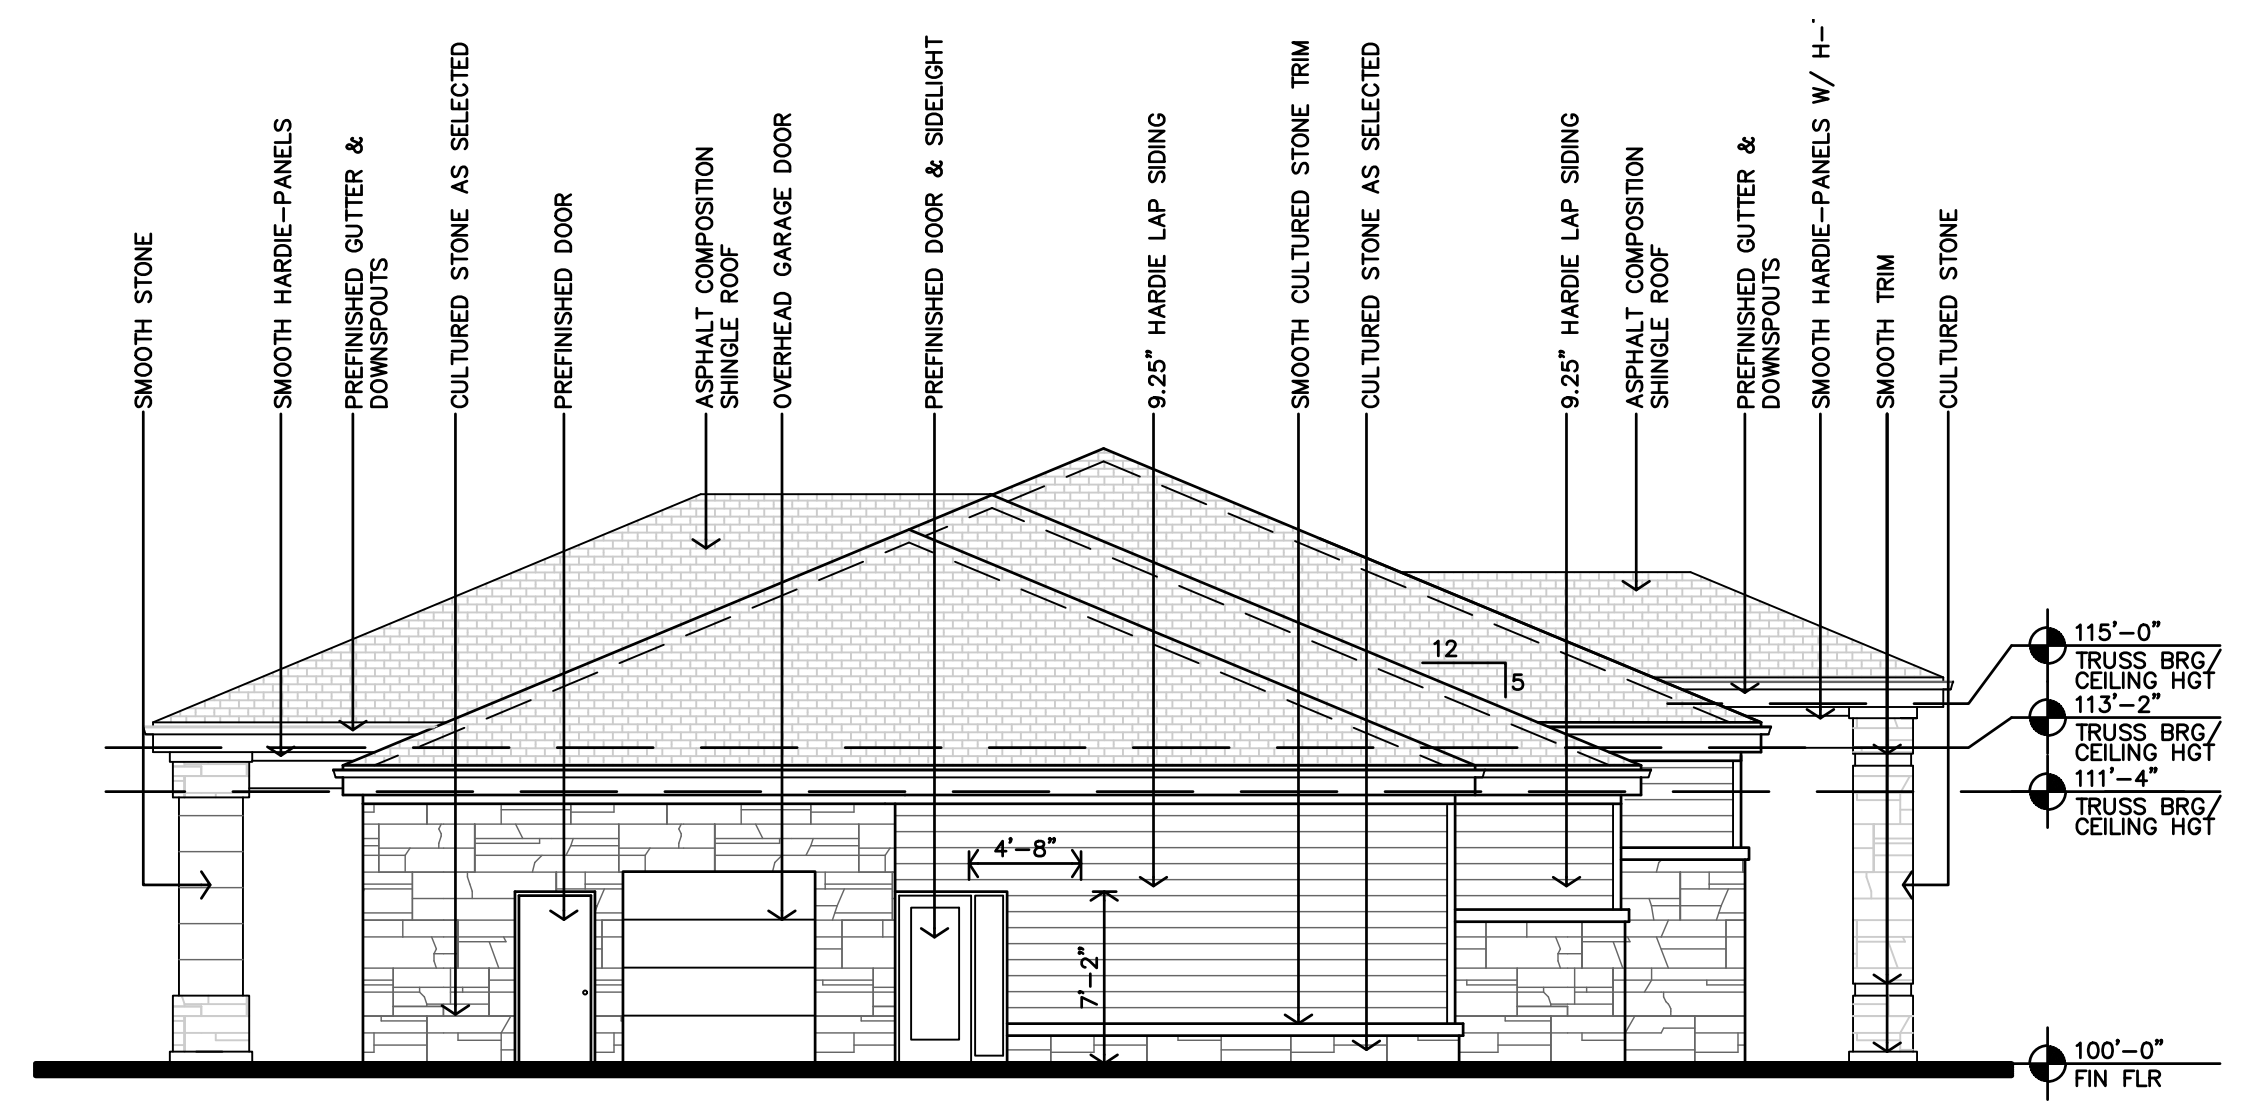 SMOOTH STONE
SMOOTH HARDIE-PANELS
PREFINISHED GUTTER &
DOWNSPOUTS
CULTURED STONE AS SELECTED
PREFINISHED DOOR
ASPHALT COMPOSITION
SHINGLE ROOF
OVERHEAD GARAGE DOOR
PREFINISHED DOOR & SIDELIGHT
9.25" HARDIE LAP SIDING
SMOOTH CULTURED STONE TRIM
CULTURED STONE AS SELECTED
9.25" HARDIE LAP SIDING
ASPHALT COMPOSITION
SHINGLE ROOF
PREFINISHED GUTTER &
DOWNSPOUTS
SMOOTH HARDIE-PANELS W/ H-
SMOOTH TRIM
CULTURED STONE
12
5
115'-0"
TRUSS BRG/
CEILING HGT
113'-2"
TRUSS BRG/
CEILING HGT
111'-4"
TRUSS BRG/
CEILING HGT
4'-8"
7'-2"
100'-0"
FIN FLR